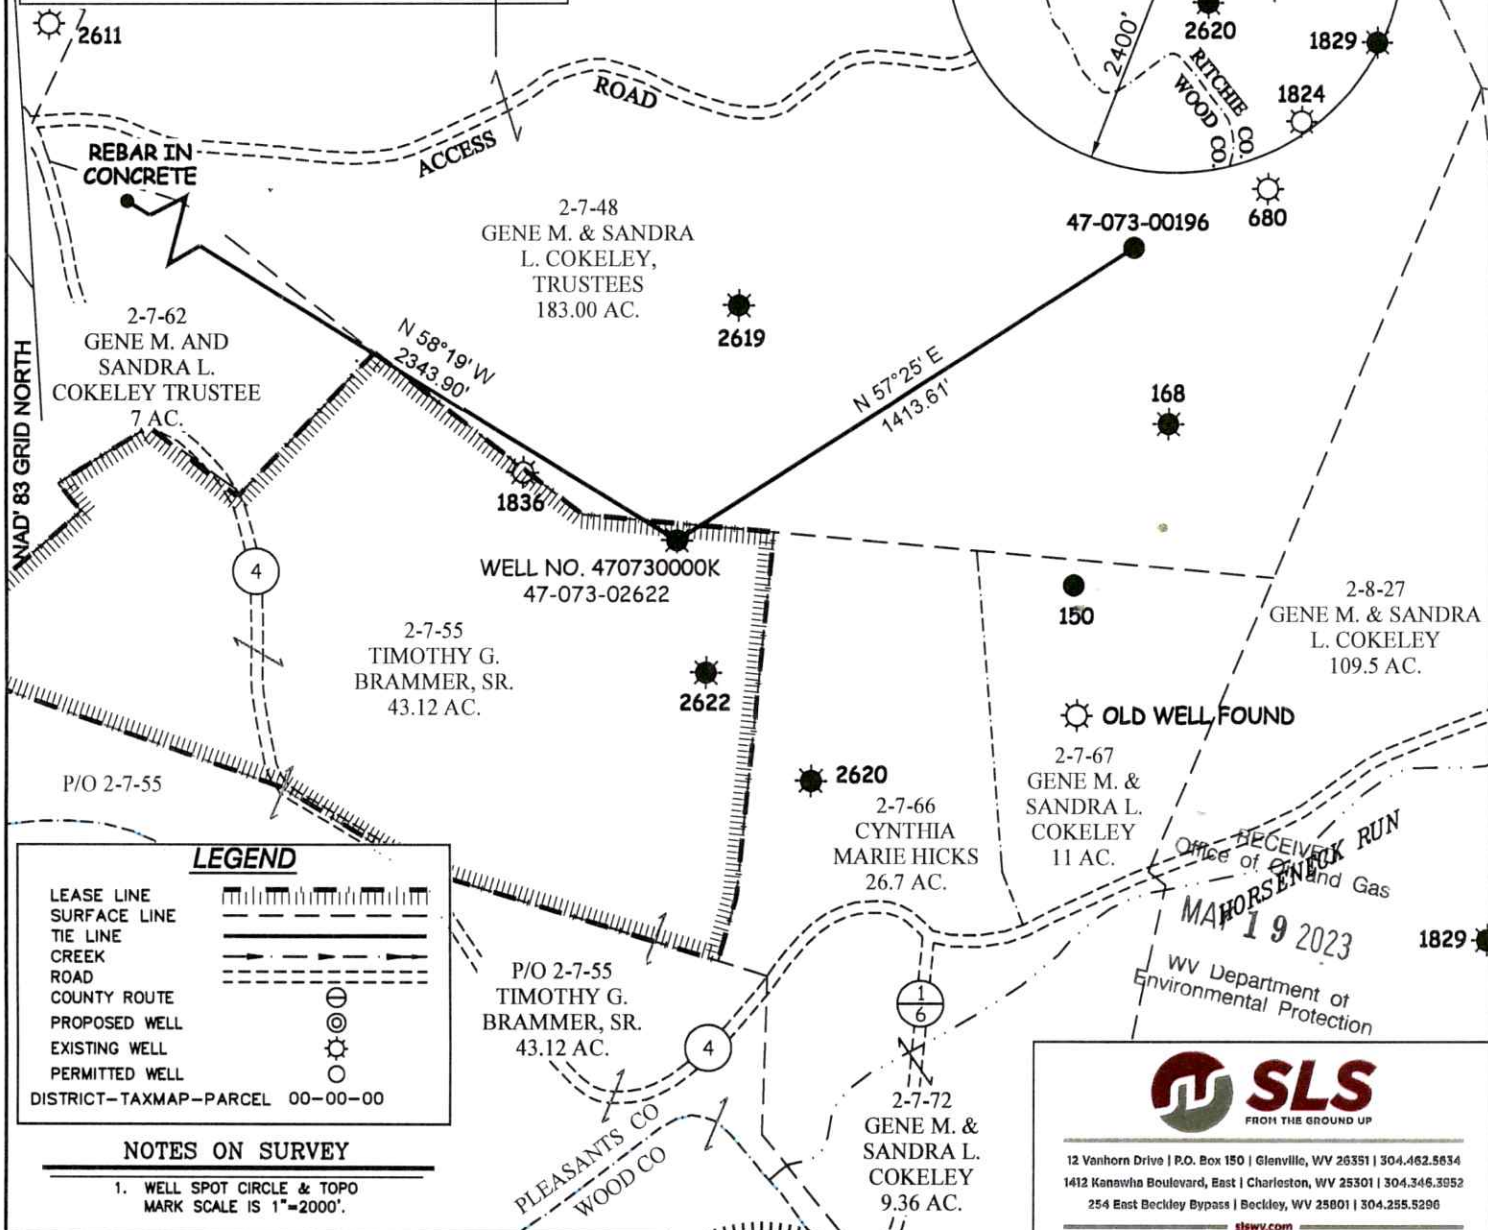 2611
2620
1829
2400'
RITCHIE CO.
WOOD CO.
1824
ROAD
ACCESS
REBAR IN
CONCRETE
680
47-073-00196
2-7-48
GENE M. & SANDRA
L. COKELEY,
TRUSTEES
183.00 AC.
2619
N 58°19' W
2343.90'
N 57°25' E
1413.61'
168
2-7-62
GENE M. AND
SANDRA L.
COKELEY TRUSTEE
7 AC.
NAD' 83 GRID NORTH
1836
4
WELL NO. 470730000K
47-073-02622
150
2-8-27
GENE M. & SANDRA
L. COKELEY
109.5 AC.
2-7-55
TIMOTHY G.
BRAMMER, SR.
43.12 AC.
2622
OLD WELL FOUND
2-7-67
GENE M. &
SANDRA L.
COKELEY
11 AC.
P/O 2-7-55
2620
2-7-66
CYNTHIA
MARIE HICKS
26.7 AC.
HORSENECK RUN
Office of Oil and Gas
19 2023
WV Department of
Environmental Protection
1829
LEGEND
LEASE LINE
SURFACE LINE
TIE LINE
CREEK
ROAD
COUNTY ROUTE
PROPOSED WELL
EXISTING WELL
PERMITTED WELL
DISTRICT-TAXMAP-PARCEL 00-00-00
P/O 2-7-55
TIMOTHY G.
BRAMMER, SR.
43.12 AC.
4
1
6
2-7-72
GENE M. &
SANDRA L.
COKELEY
9.36 AC.
PLEASANTS CO
WOOD CO
NOTES ON SURVEY
1. WELL SPOT CIRCLE & TOPO
MARK SCALE IS 1"=2000'.
SLS
FROM THE GROUND UP
12 Vanhorn Drive | P.O. Box 150 | Glenville, WV 26351 | 304.462.5634
1412 Kanawha Boulevard, East | Charleston, WV 25301 | 304.346.3952
254 East Beckley Bypass | Beckley, WV 25801 | 304.255.5296
slswv.com